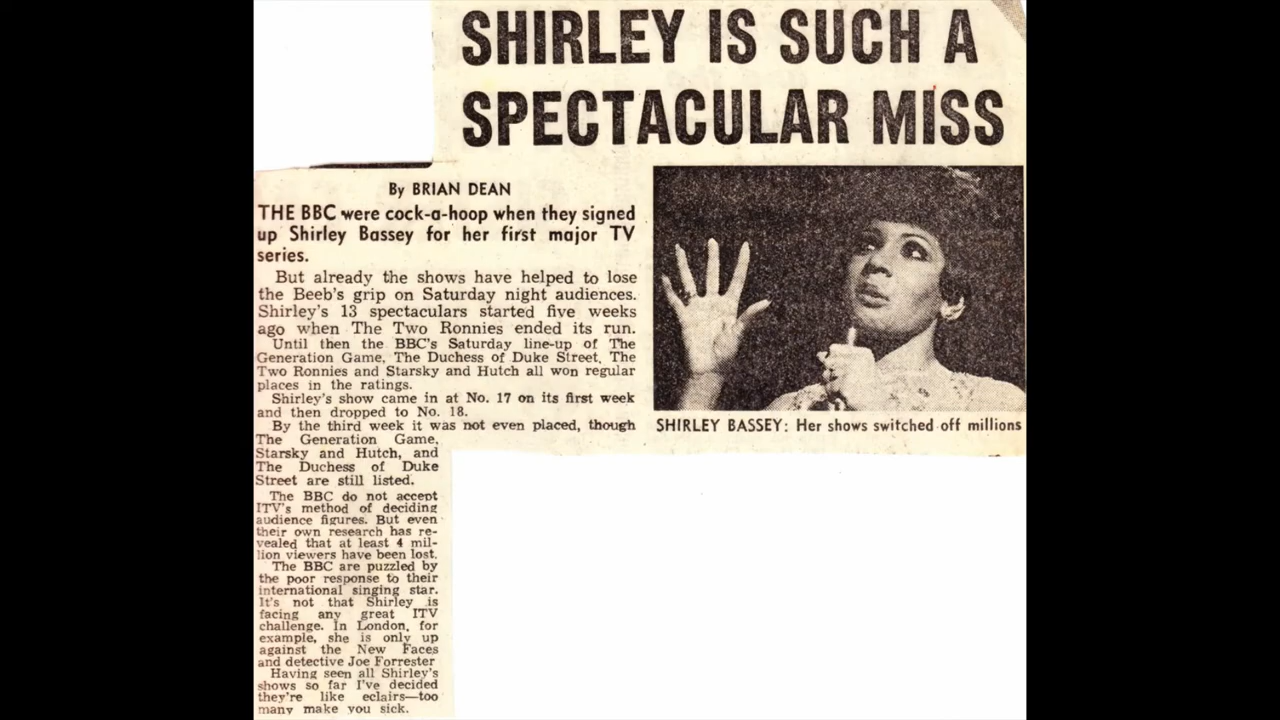 SHIRLEY IS SUCH A
SPECTACULAR MISS
By BRIAN DEAN
THE BBC were cock-a-hoop when they signed
up Shirley Bassey for her first major TV
series.
But already the shows have helped to lose
the Beeb's grip on Saturday night audiences.
Shirley's 13 spectaculars started five weeks
ago when The Two Ronnies ended its run.
Until then the BBC's Saturday line-up of The
Generation Game, The Duchess of Duke Street, The
Two Ronnies and Starsky and Hutch all won regular
places in the ratings.
Shirley's show came in at No. 17 on its first week
and then dropped to No. 18.
By the third week it was not even placed, though
The Generation Game,
Starsky and Hutch, and
The Duchess of Duke
Street are still listed.
The BBC do not accept
ITV's method of deciding
audience figures. But even
their own research has re-
vealed that at least 4 mil-
lion viewers have been lost.
The BBC are puzzled by
the poor response to their
international singing star.
It's not that Shirley is
facing any great ITV
challenge. In London, for
example, she is only up
against the New Faces
and detective Joe Forrester
Having seen all Shirley's
shows so far I've decided
they're like eclairs—too
many make you sick.
SHIRLEY BASSEY: Her shows switched off millions